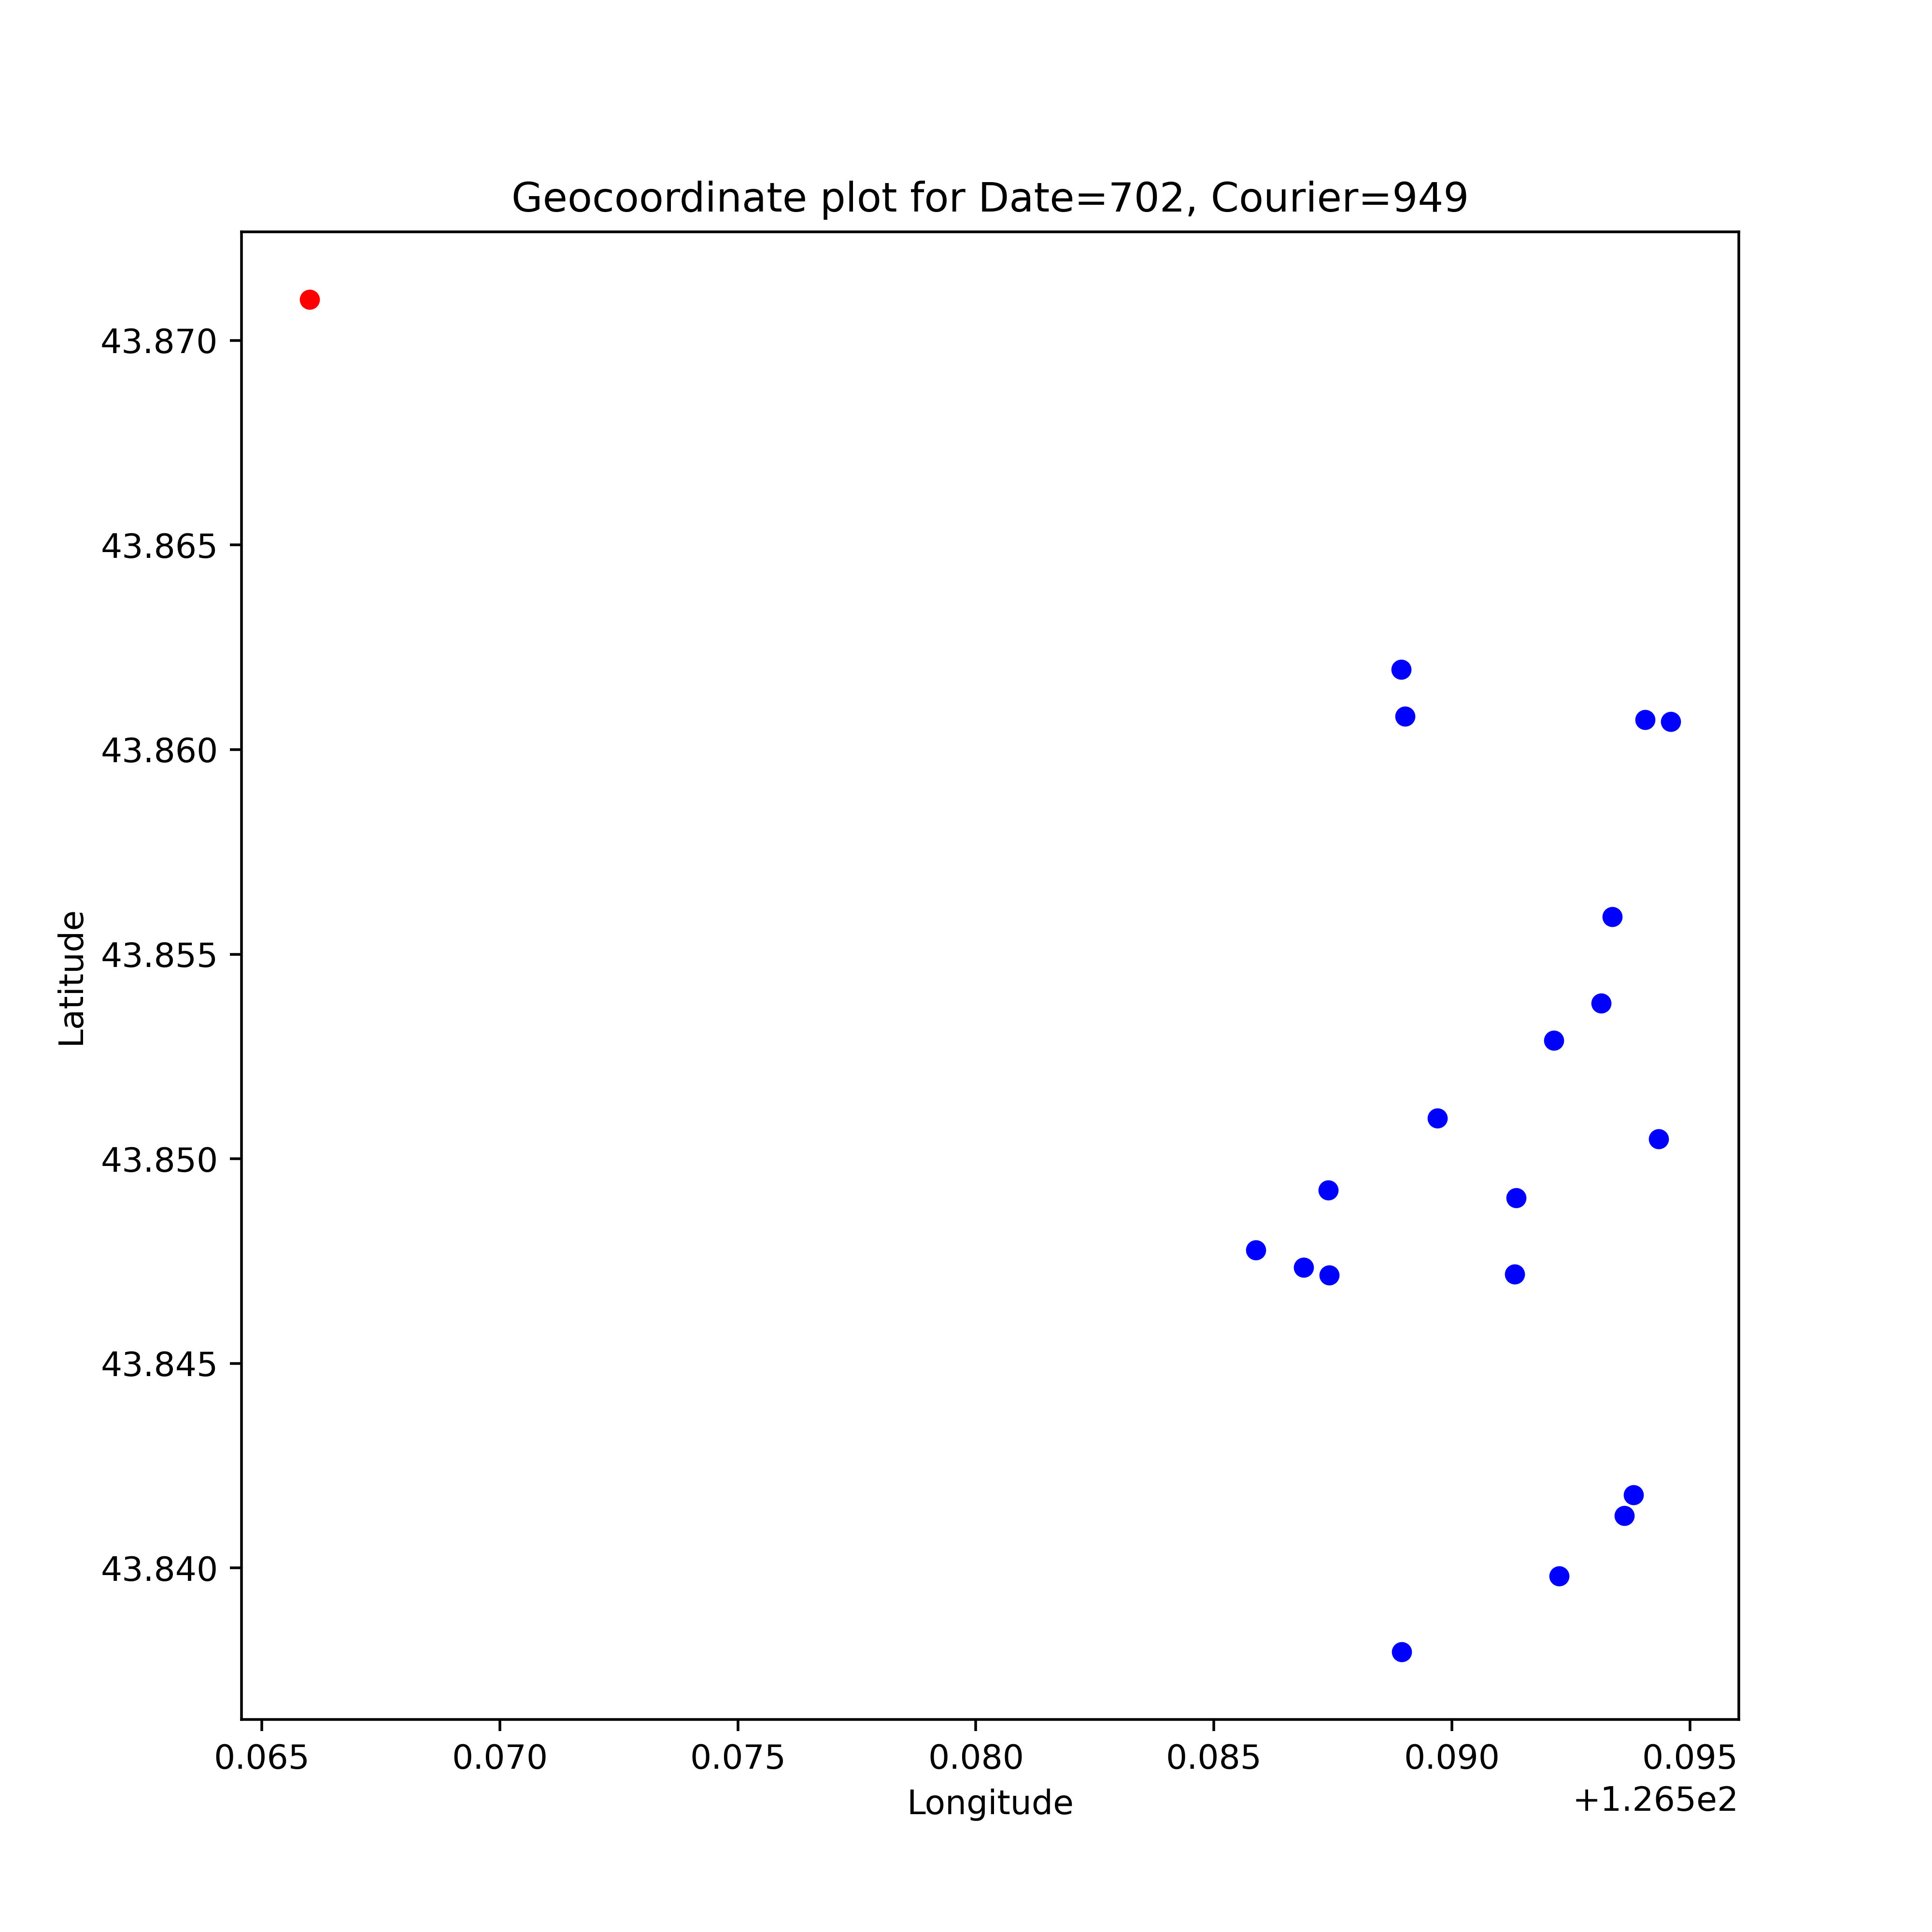 Geocoordinate plot for Date=702, Courier=949
43.870
43.865
43.860
43.855
43.850
43.845
43.840
Latitude
0.065 0.070 0.075 0.080 0.085 0.090 0.095
Longitude
+1.265e2